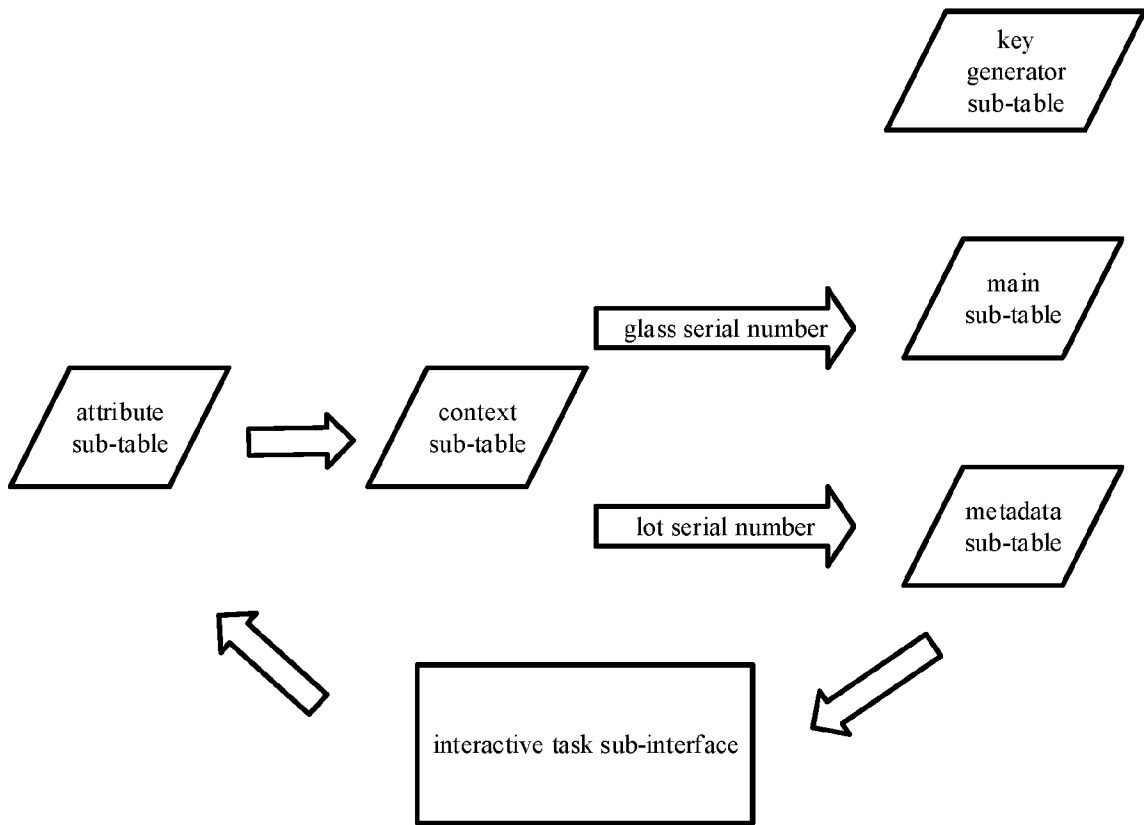 key
generator
sub-table
main
sub-table
glass serial number
attribute
sub-table
context
sub-table
lot serial number
metadata
sub-table
interactive task sub-interface